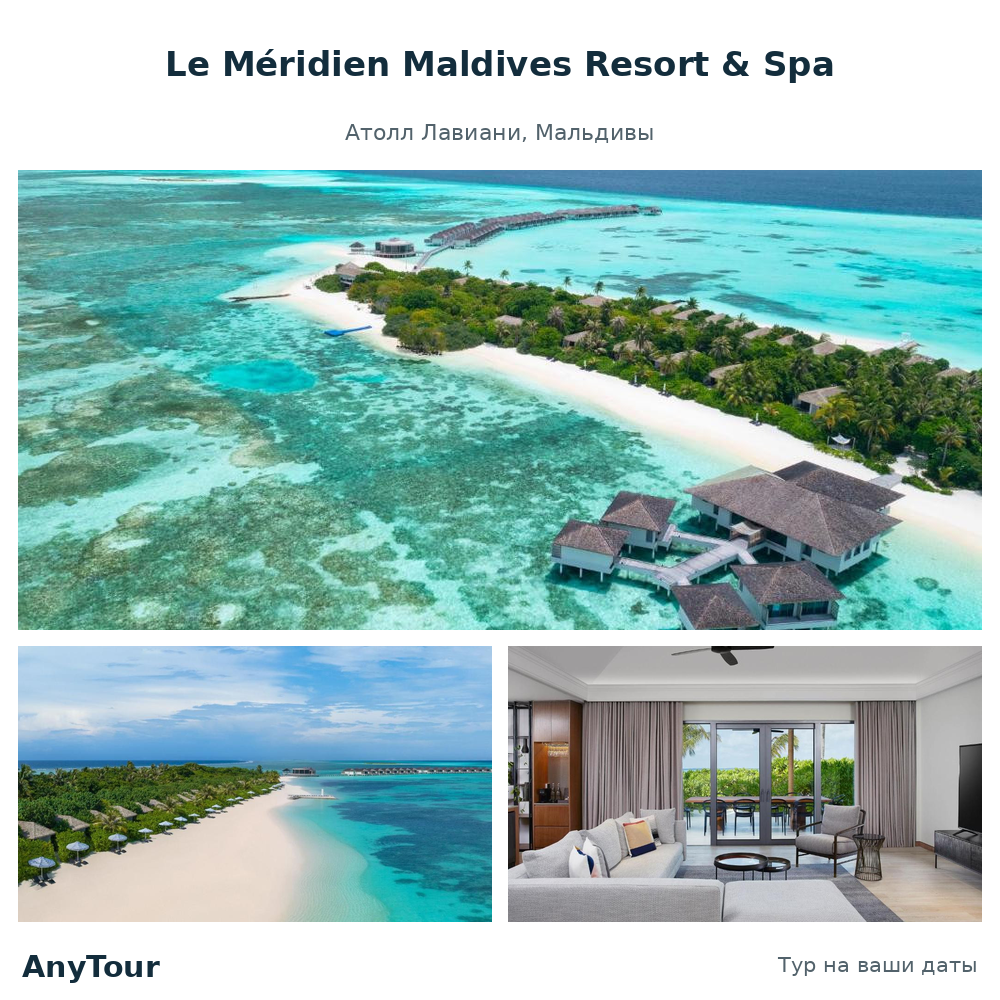 Le Méridien Maldives Resort & Spa
Атолл Лавиани, Мальдивы
AnyTour
Тур на ваши даты